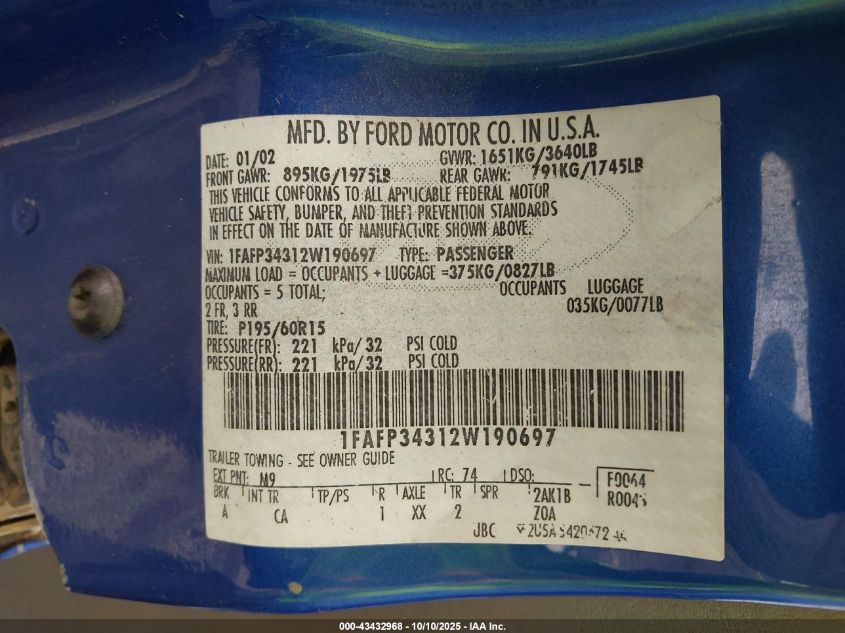 MFD. BY FORD MOTOR CO. IN U.S.A.
DATE: 01/02 GVWR: 1651KG/3640LB
FRONT GAWR: 895KG/1975LB REAR GAWR: 791KG/1745LB
THIS VEHICLE CONFORMS TO ALL APPLICABLE FEDERAL MOTOR
VEHICLE SAFETY, BUMPER, AND THEFT PREVENTION STANDARDS
IN EFFECT ON THE DATE OF MANUFACTURE SHOWN ABOVE.
VIN: 1FAFP34312W190697 TYPE: PASSENGER
MAXIMUM LOAD = OCCUPANTS + LUGGAGE =375KG/0827LB
OCCUPANTS = 5 TOTAL; OCCUPANTS LUGGAGE
2 FR, 3 RR 035KG/0077LB
TIRE: P195/60R15
PRESSURE(FR): 221 kPa/32 PSI COLD
PRESSURE(RR): 221 kPa/32 PSI COLD
1FAFP34312W190697
TRAILER TOWING - SEE OWNER GUIDE
EXT PNT: M9 RC: 74 DSO: F0044
BRK INT TR TP/PS R AXLE TR SPR 2AK1B
A CA 1 XX 2 Z0A
JBC
000-43432968 - 10/10/2025 - IAA Inc.